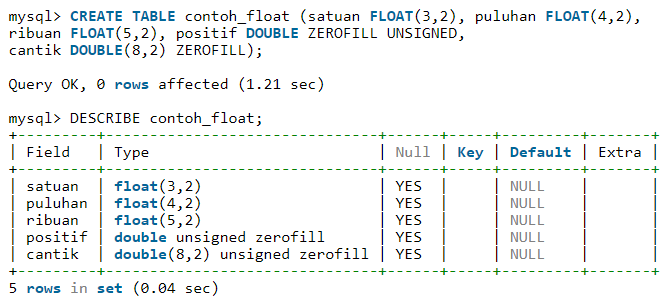 mysql> CREATE TABLE contoh_float (satuan FLOAT(3,2), puluhan FLOAT(4,2),
ribuan FLOAT(5,2), positif DOUBLE ZEROFILL UNSIGNED,
cantik DOUBLE(8,2) ZEROFILL);
Query OK, 0 rows affected (1.21 sec)
mysql> DESCRIBE contoh_float;
+---------+-------------------------------+------+-----+---------+-------+
| Field   | Type                          | Null | Key | Default | Extra |
+---------+-------------------------------+------+-----+---------+-------+
| satuan  | float(3,2)                    | YES  |     | NULL    |       |
| puluhan | float(4,2)                    | YES  |     | NULL    |       |
| ribuan  | float(5,2)                    | YES  |     | NULL    |       |
| positif | double unsigned zerofill      | YES  |     | NULL    |       |
| cantik  | double(8,2) unsigned zerofill | YES  |     | NULL    |       |
+---------+-------------------------------+------+-----+---------+-------+
5 rows in set (0.04 sec)